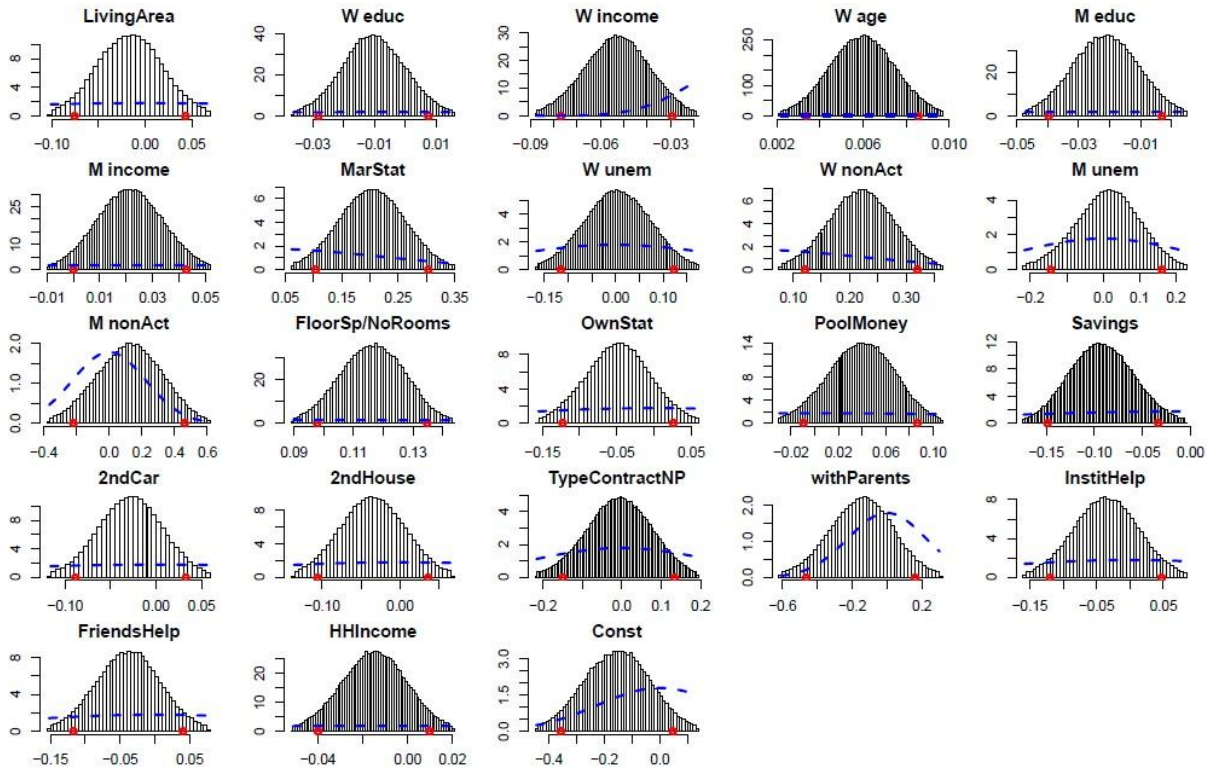 LivingArea
0 4 8
−0.10 0.00 0.05
W educ
0 20 40
−0.03 −0.01 0.01
W income
0 10 20 30
−0.09 −0.07 −0.05 −0.03
W age
0 100 250
0.002 0.006 0.010
M educ
0 20
−0.05 −0.03 −0.01
M income
0 5 15 25
−0.01 0.01 0.03 0.05
MarStat
0 2 4 6
0.05 0.15 0.25 0.35
W unem
0 2 4
−0.15 0.00 0.10
W nonAct
0 2 4 6
0.10 0.20 0.30
M unem
0 2 4
−0.2 0.0 0.1 0.2
M nonAct
0.0 1.0 2.0
−0.4 0.0 0.2 0.4 0.6
FloorSp/NoRooms
0 20
0.09 0.11 0.13
OwnStat
0 4 8
−0.15 −0.05 0.05
PoolMoney
0 4 8 14
−0.02 0.02 0.06 0.10
Savings
0 4 8 12
−0.15 −0.10 −0.05 0.00
2ndCar
0 4 8
−0.10 0.00 0.05
2ndHouse
0 4 8
−0.10 0.00
TypeContractNP
0 2 4
−0.2 0.0 0.1 0.2
withParents
0.0 1.0 2.0
−0.6 −0.2 0.2
InstitHelp
0 4 8
−0.15 −0.05 0.05
FriendsHelp
0 4 8
−0.15 −0.05 0.05
HHIncome
0 10 20
−0.04 0.00 0.02
Const
0.0 1.5 3.0
−0.4 −0.2 0.0